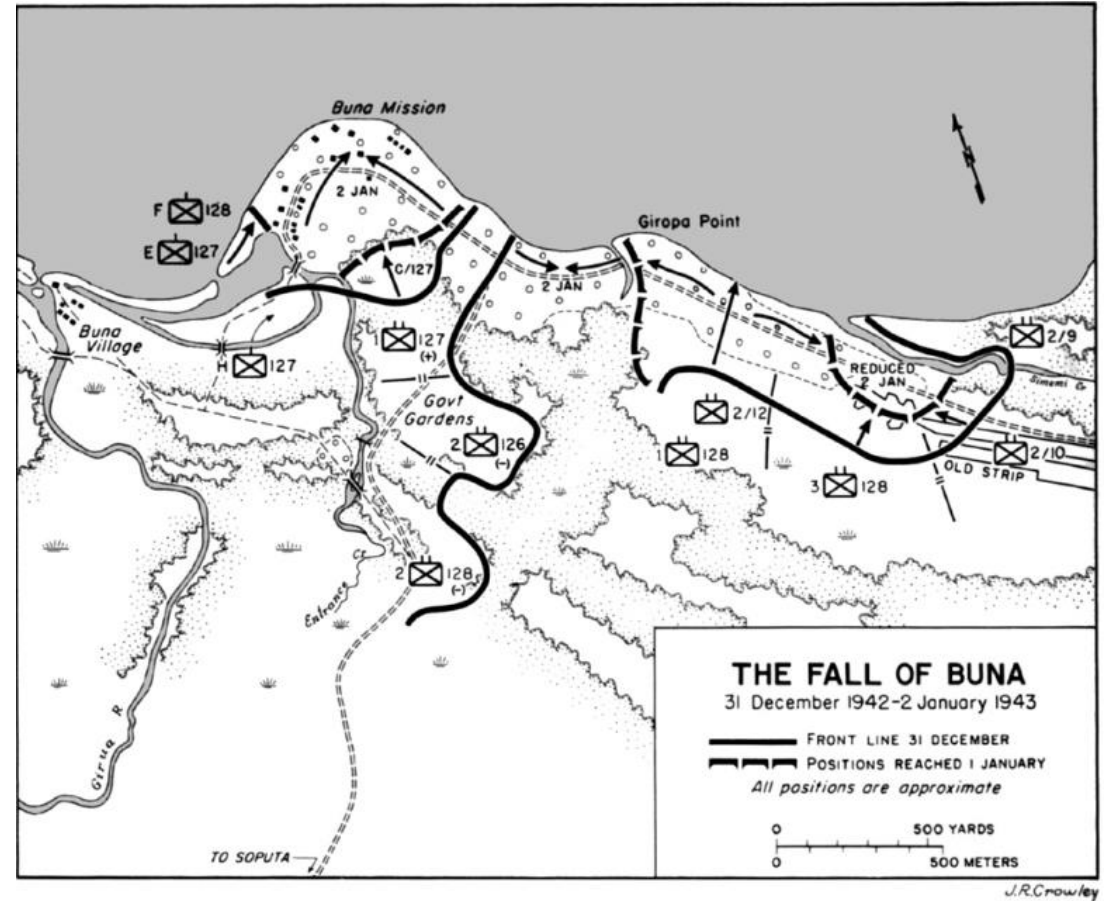 Buna Mission
2 JAN
F 128
E 127
C/127
Giropa Point
2 JAN
Buna Village
H 127
1 127 (+)
Govt Gardens
2 126 (-)
2/9
Simemi Cr
REDUCED 2 JAN
2/12
1 128
2/10
OLD STRIP
3 128
2 128 (-)
Entrance Cr
Girua R
TO SOPUTA
N
THE FALL OF BUNA
31 December 1942-2 January 1943
FRONT LINE 31 DECEMBER
POSITIONS REACHED 1 JANUARY
All positions are approximate
0 500 YARDS
0 500 METERS
J.R.Crowley